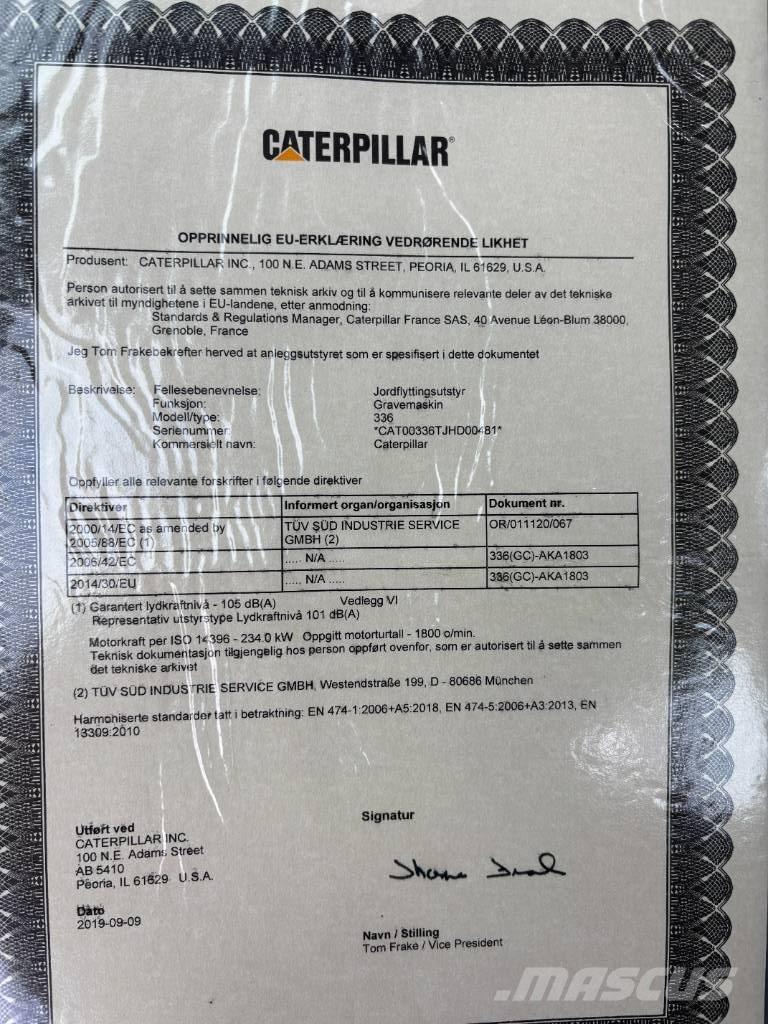 CATERPILLAR®
OPPRINNELIG EU-ERKLÆRING VEDRØRENDE LIKHET
Produsent: CATERPILLAR INC., 100 N.E. ADAMS STREET, PEORIA, IL 61629, U.S.A.
Person autorisert til å sette sammen teknisk arkiv og til å kommunisere relevante deler av det tekniske
arkivet til myndighetene i EU-landene, etter anmodning:
Standards & Regulations Manager, Caterpillar France SAS, 40 Avenue Léon-Blum 38000,
Grenoble, France
Jeg Tom Frakebekrefter herved at anleggsutstyret som er spesifisert i dette dokumentet
Beskrivelse: Fellesebenevnelse: Jordflyttingsutstyr
Funksjon: Gravemaskin
Modell/type: 336
Serienummer: *CAT00336TJHD00481*
Kommersielt navn: Caterpillar
Oppfyller alle relevante forskrifter i følgende direktiver
Direktiver Informert organ/organisasjon Dokument nr.
2000/14/EC as amended by TÜV SÜD INDUSTRIE SERVICE OR/011120/067
2005/88/EC (1) GMBH (2)
2006/42/EC ..... N/A ..... 336(GC)-AKA1803
2014/30/EU ..... N/A ..... 336(GC)-AKA1803
(1) Garantert lydkraftnivå - 105 dB(A) Vedlegg VI
Representativ utstyrstype Lydkraftnivå 101 dB(A)
Motorkraft per ISO 14396 - 234.0 kW Oppgitt motorturtall - 1800 o/min.
Teknisk dokumentasjon tilgjengelig hos person oppført ovenfor, som er autorisert til å sette sammen
det tekniske arkivet
(2) TÜV SÜD INDUSTRIE SERVICE GMBH, Westendstraße 199, D - 80686 München
Harmoniserte standarder tatt i betraktning: EN 474-1:2006+A5:2018, EN 474-5:2006+A3:2013, EN
13309:2010
Signatur
Utført ved
CATERPILLAR INC.
100 N.E. Adams Street
AB 5410
Peoria, IL 61629 U.S.A.
Dato
2019-09-09
Navn / Stilling
Tom Frake / Vice President
.MASCUS